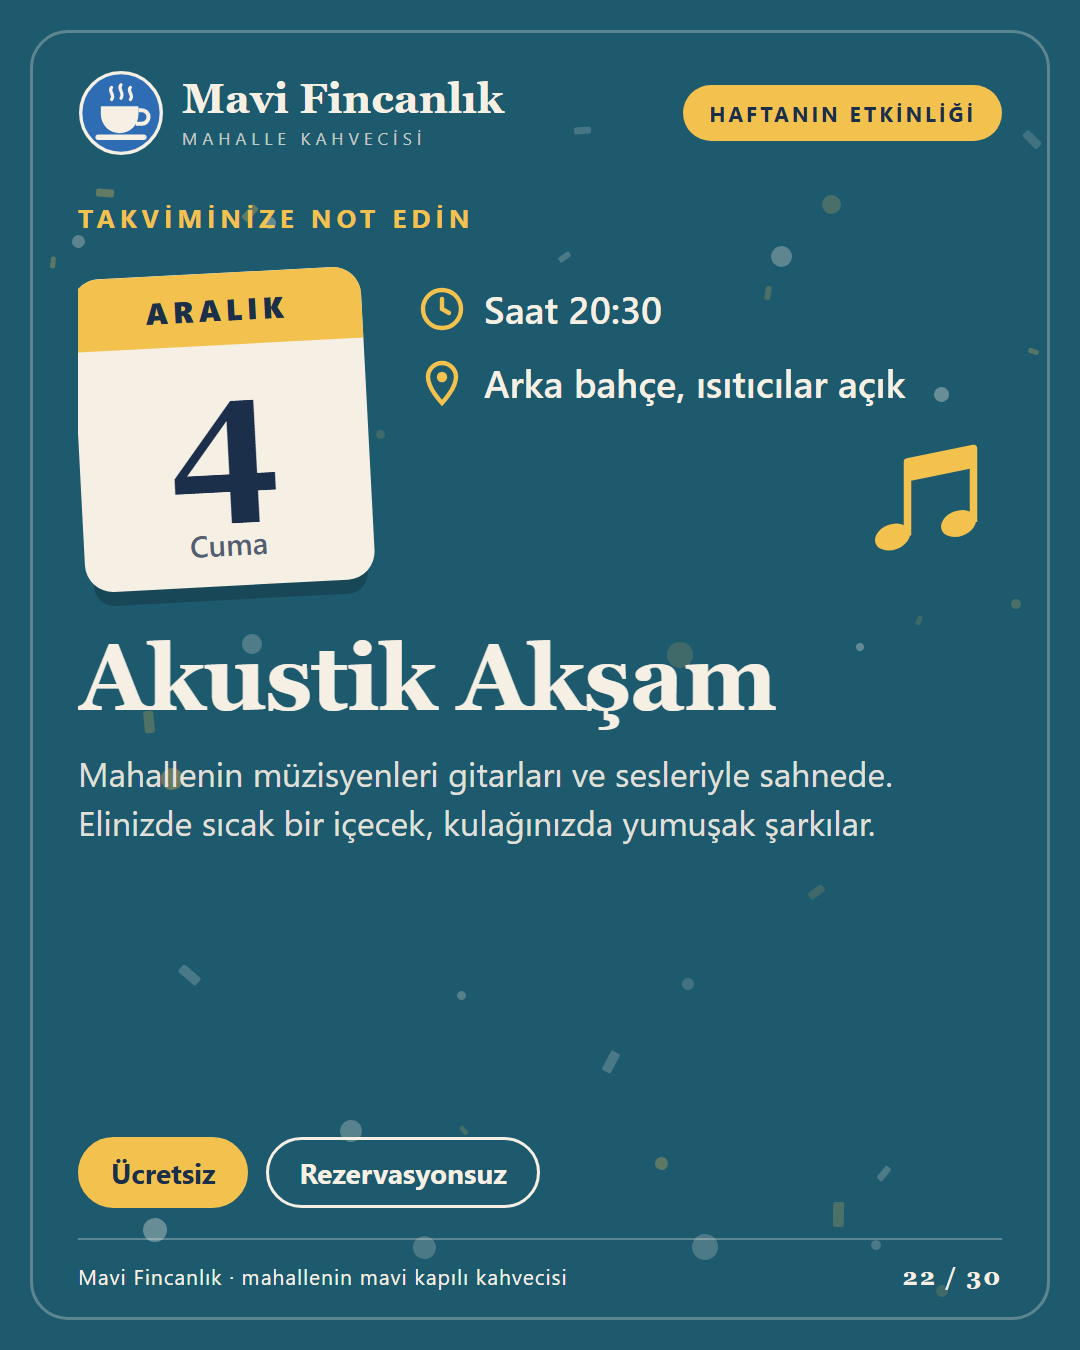 Mavi Fincanlık
MAHALLE KAHVECİSİ
HAFTANIN ETKİNLİĞİ
TAKVİMİNİZE NOT EDİN
ARALIK
4
Cuma
Saat 20:30
Arka bahçe, ısıtıcılar açık
Akustik Akşam
Mahallenin müzisyenleri gitarları ve sesleriyle sahnede.
Elinizde sıcak bir içecek, kulağınızda yumuşak şarkılar.
Ücretsiz
Rezervasyonsuz
Mavi Fincanlık · mahallenin mavi kapılı kahvecisi
22 / 30